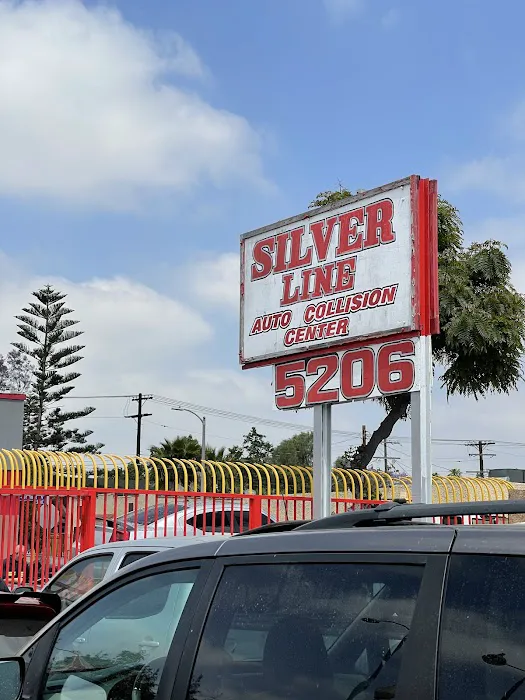 SILVER
LINE
AUTO COLLISION
CENTER
5206